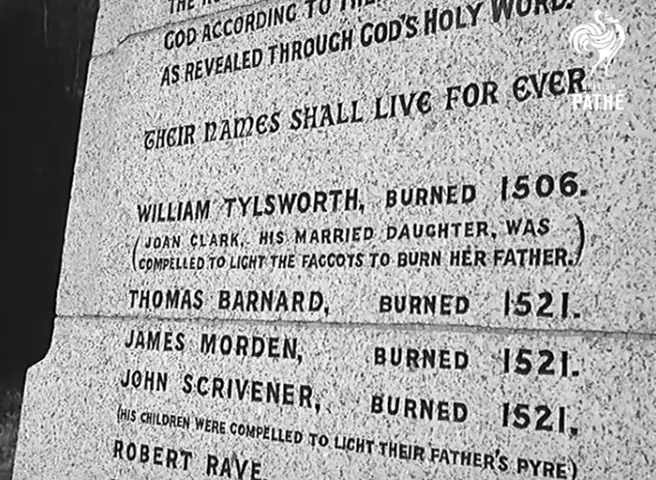 GOD ACCORDING TO THE
AS REVEALED THROUGH GOD'S HOLY WORD.
THEIR NAMES SHALL LIVE FOR EVER
WILLIAM TYLSWORTH, BURNED 1506.
(JOAN CLARK, HIS MARRIED DAUGHTER, WAS
COMPELLED TO LIGHT THE FAGGOTS TO BURN HER FATHER.)
THOMAS BARNARD, BURNED 1521.
JAMES MORDEN, BURNED 1521.
JOHN SCRIVENER, BURNED 1521.
(HIS CHILDREN WERE COMPELLED TO LIGHT THEIR FATHER'S PYRE)
ROBERT RAVE
PATHÉ